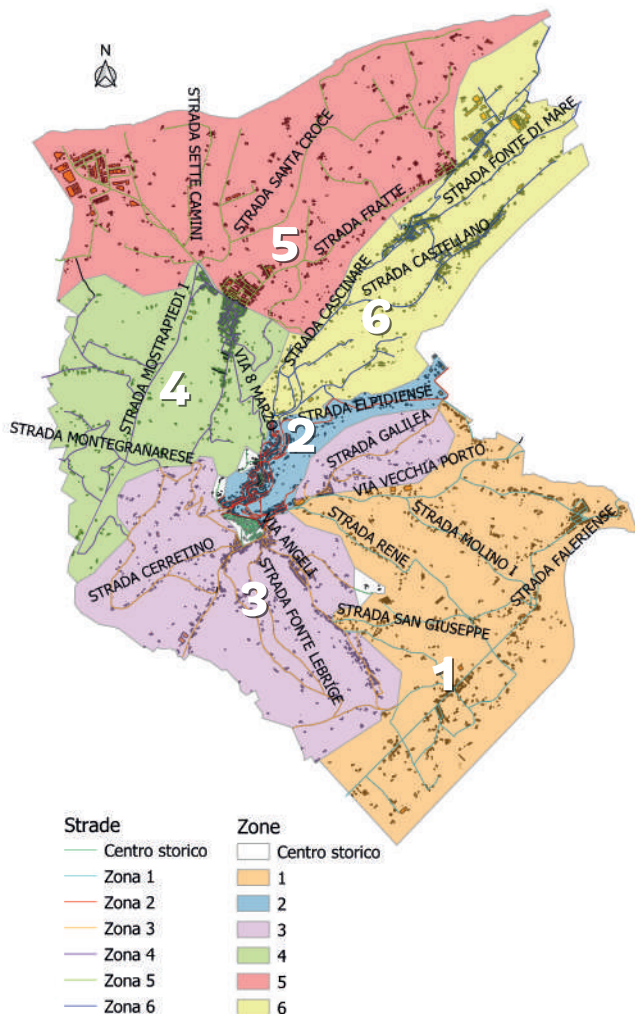 N
STRADA SETTE CAMINI
STRADA SANTA CROCE
STRADA FONTE DI MARE
STRADA FRATTE
5
STRADA CASTELLANO
STRADA CASCINARE
6
STRADA MOSTRAPIEDI I
4
VIA 8 MARZO
STRADA ELPIDIENSE
STRADA MONTEGRANARESE
2
STRADA GALILEA
VIA VECCHIA PORTO
STRADA MOLINO I
STRADA RENE
STRADA FALERIENSE
VIA ANGELI
STRADA CERRETINO
3
STRADA FONTE LEBRIGE
STRADA SAN GIUSEPPE
1
Strade
Centro storico
Zona 1
Zona 2
Zona 3
Zona 4
Zona 5
Zona 6
Zone
Centro storico
1
2
3
4
5
6